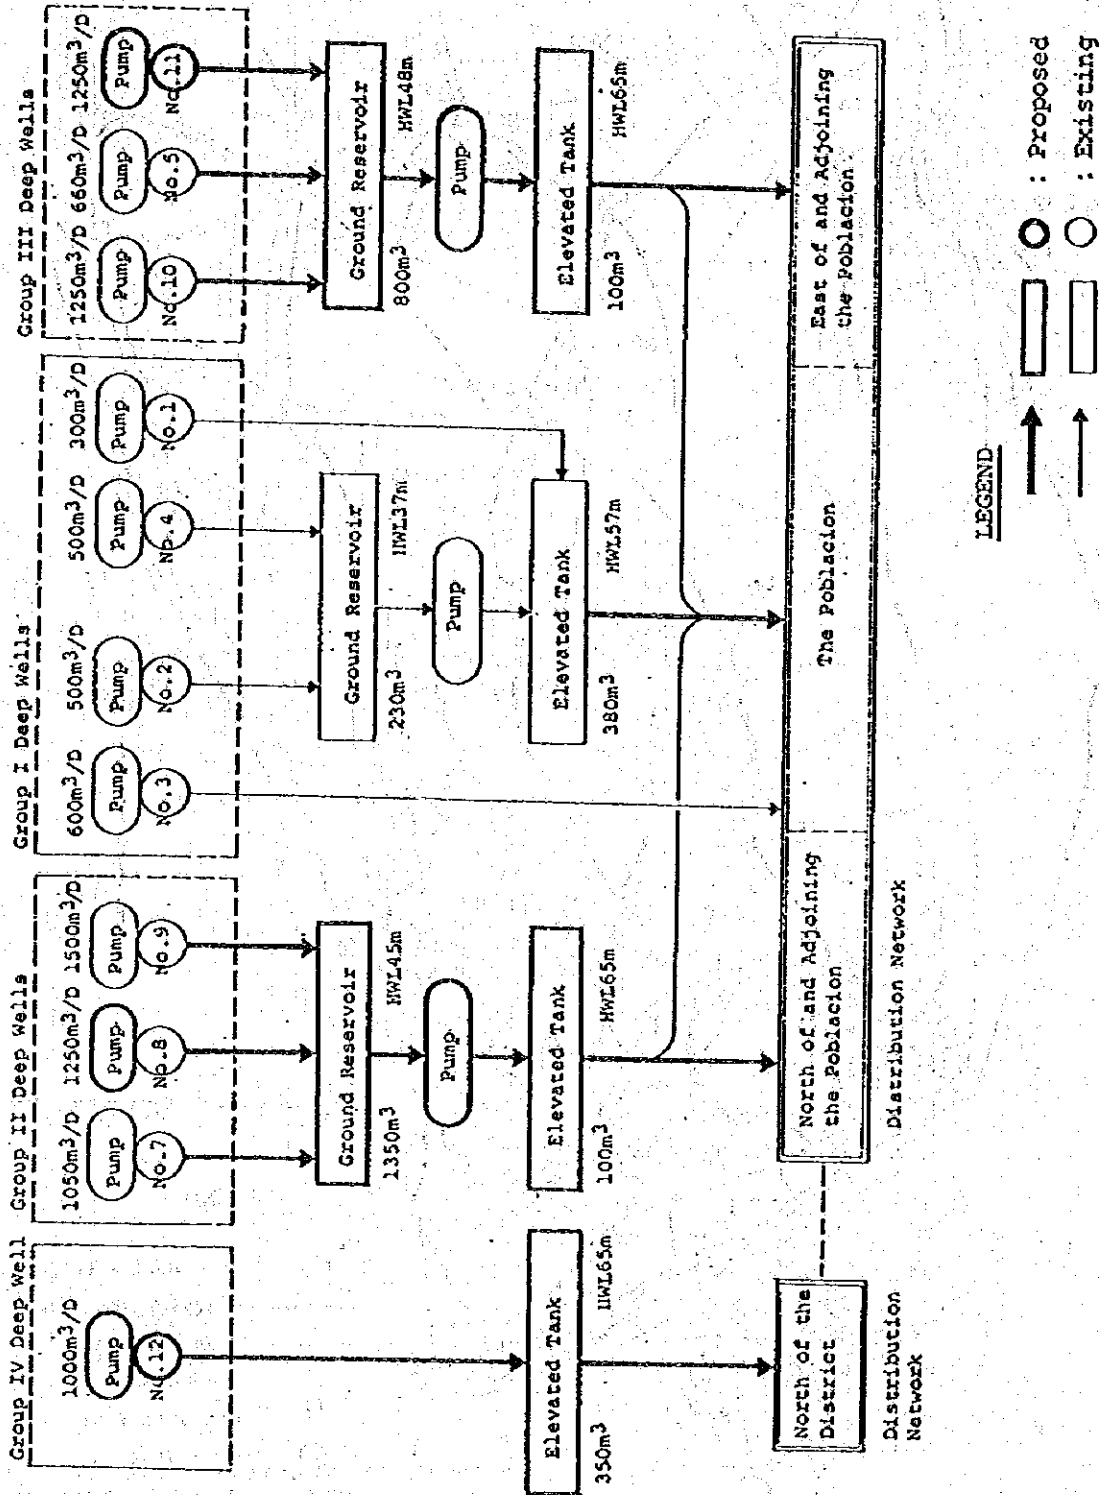 Group IV Deep Well
Group II Deep Wells
Group I Deep Wells
Group III Deep Wells
1000m³/D
1050m³/D
1250m³/D
1500m³/D
600m³/D
500m³/D
500m³/D
300m³/D
1250m³/D
660m³/D
1250m³/D
Pump
Pump
Pump
Pump
Pump
Pump
Pump
Pump
Pump
Pump
Pump
No.12
No.7
No.8
No.9
No.3
No.2
No.4
No.1
No.10
No.5
No.11
Ground Reservoir
1350m³
HWL45m
Ground Reservoir
230m³
HWL37m
Ground Reservoir
800m³
HWL48m
Pump
Pump
Pump
Elevated Tank
350m³
HWL65m
Elevated Tank
100m³
HWL65m
Elevated Tank
380m³
HWL57m
Elevated Tank
100m³
HWL65m
North of the
District
North of and Adjoining
the Poblacion
The Poblacion
East of and Adjoining
the Poblacion
Distribution
Network
Distribution Network
LEGEND
: Proposed
: Existing